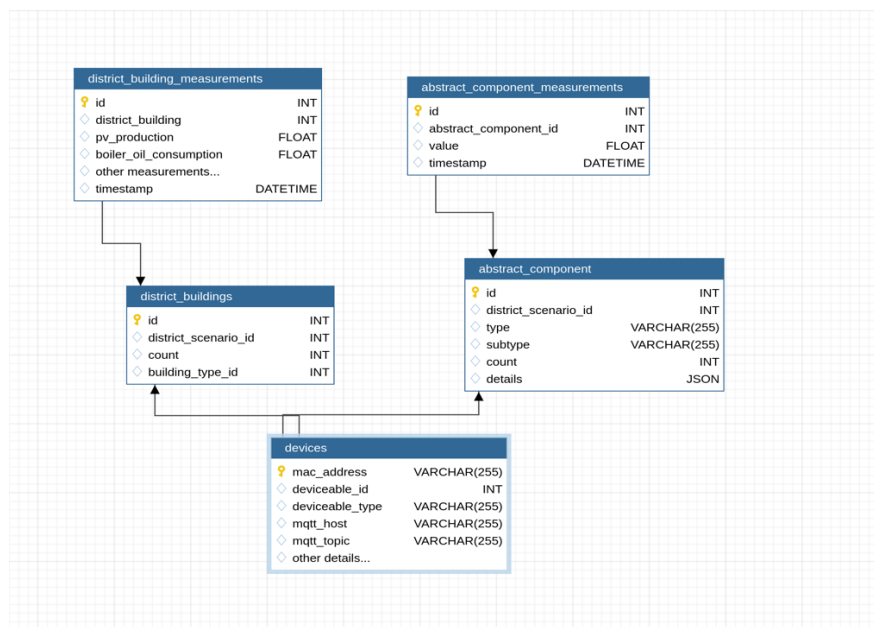 district_building_measurements
id INT
district_building INT
pv_production FLOAT
boiler_oil_consumption FLOAT
other measurements...
timestamp DATETIME
abstract_component_measurements
id INT
abstract_component_id INT
value FLOAT
timestamp DATETIME
district_buildings
id INT
district_scenario_id INT
count INT
building_type_id INT
abstract_component
id INT
district_scenario_id INT
type VARCHAR(255)
subtype VARCHAR(255)
count INT
details JSON
devices
mac_address VARCHAR(255)
deviceable_id INT
deviceable_type VARCHAR(255)
mqtt_host VARCHAR(255)
mqtt_topic VARCHAR(255)
other details...